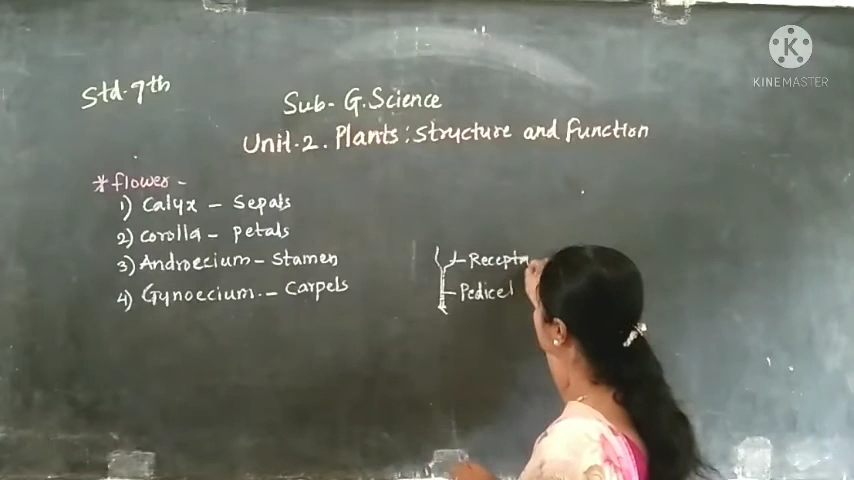 Std. 7th
Sub- G. Science
Unit. 2. Plants: Structure and Function
* flower -
1) Calyx - Sepals
2) Corolla - petals
3) Androecium - Stamen
4) Gynoecium. - Carpels
Recepta
Pedicel
K
KINEMASTER